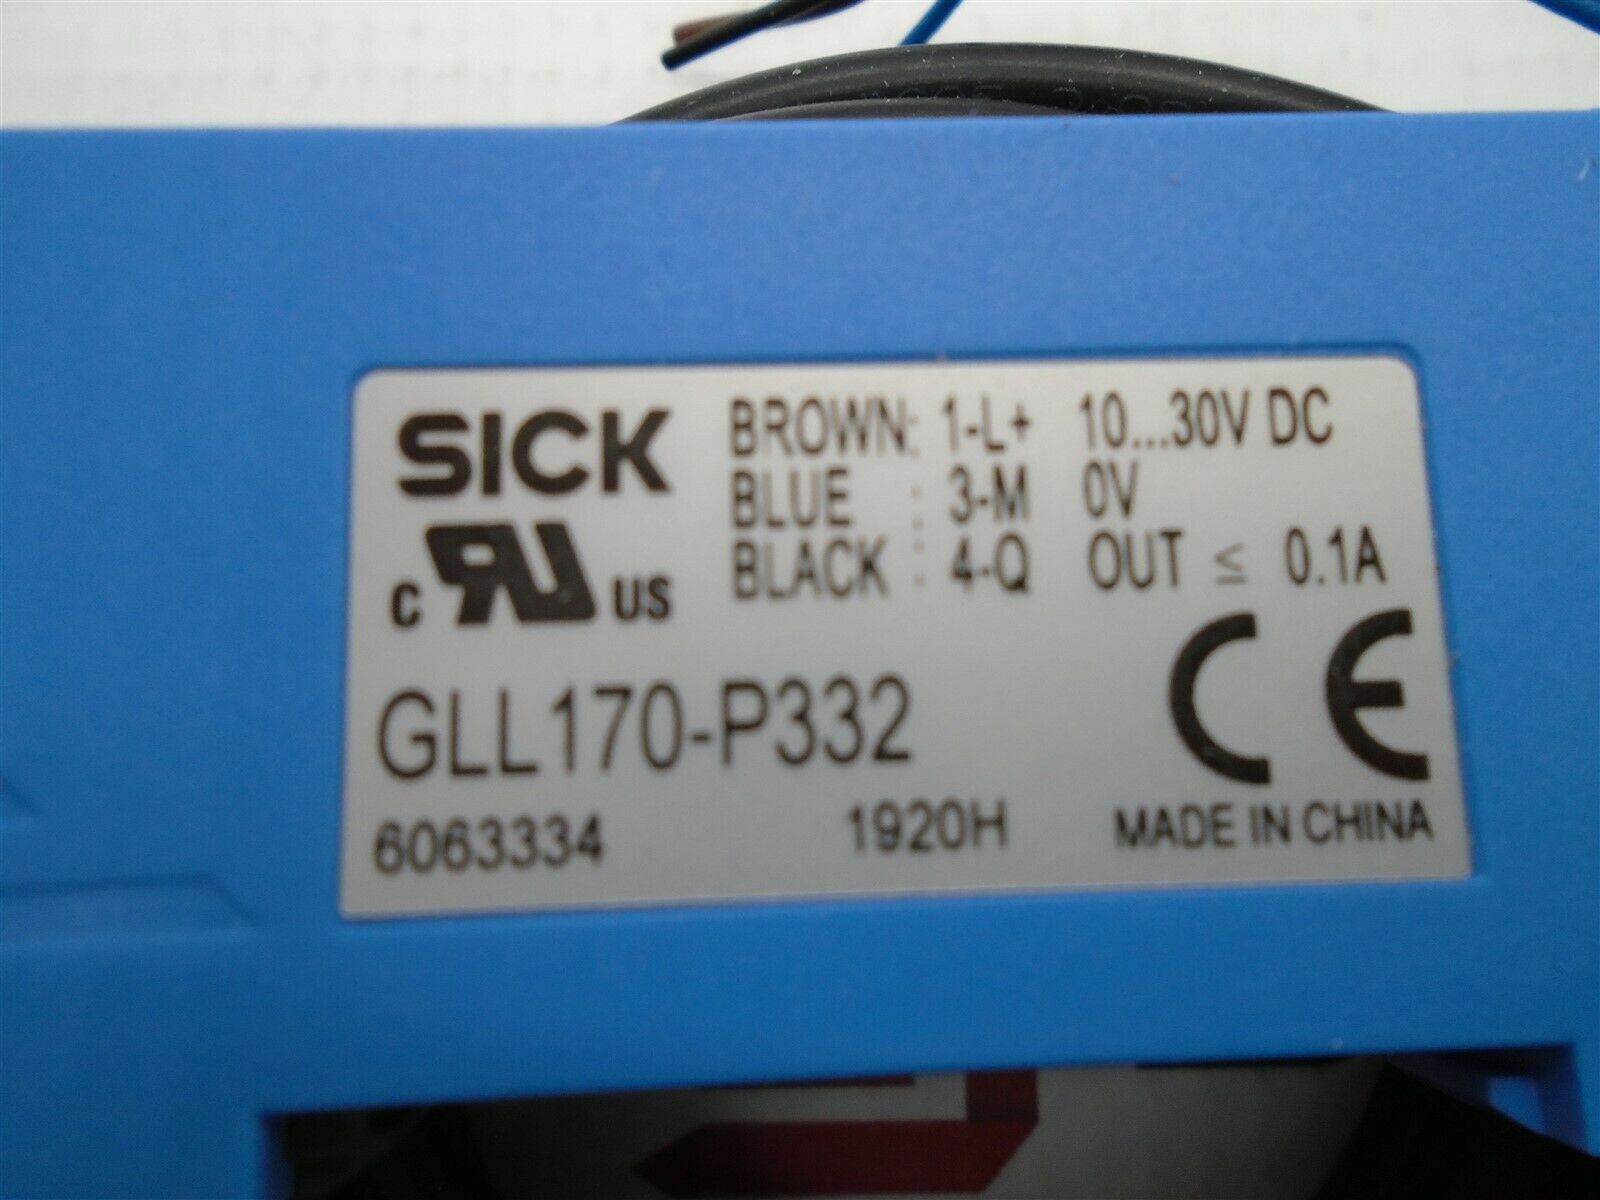 SICK
C RU US
BROWN: 1-L+ 10...30V DC
BLUE : 3-M 0V
BLACK : 4-Q OUT ≤ 0.1A
GLL170-P332
CE
6063334 1920H MADE IN CHINA